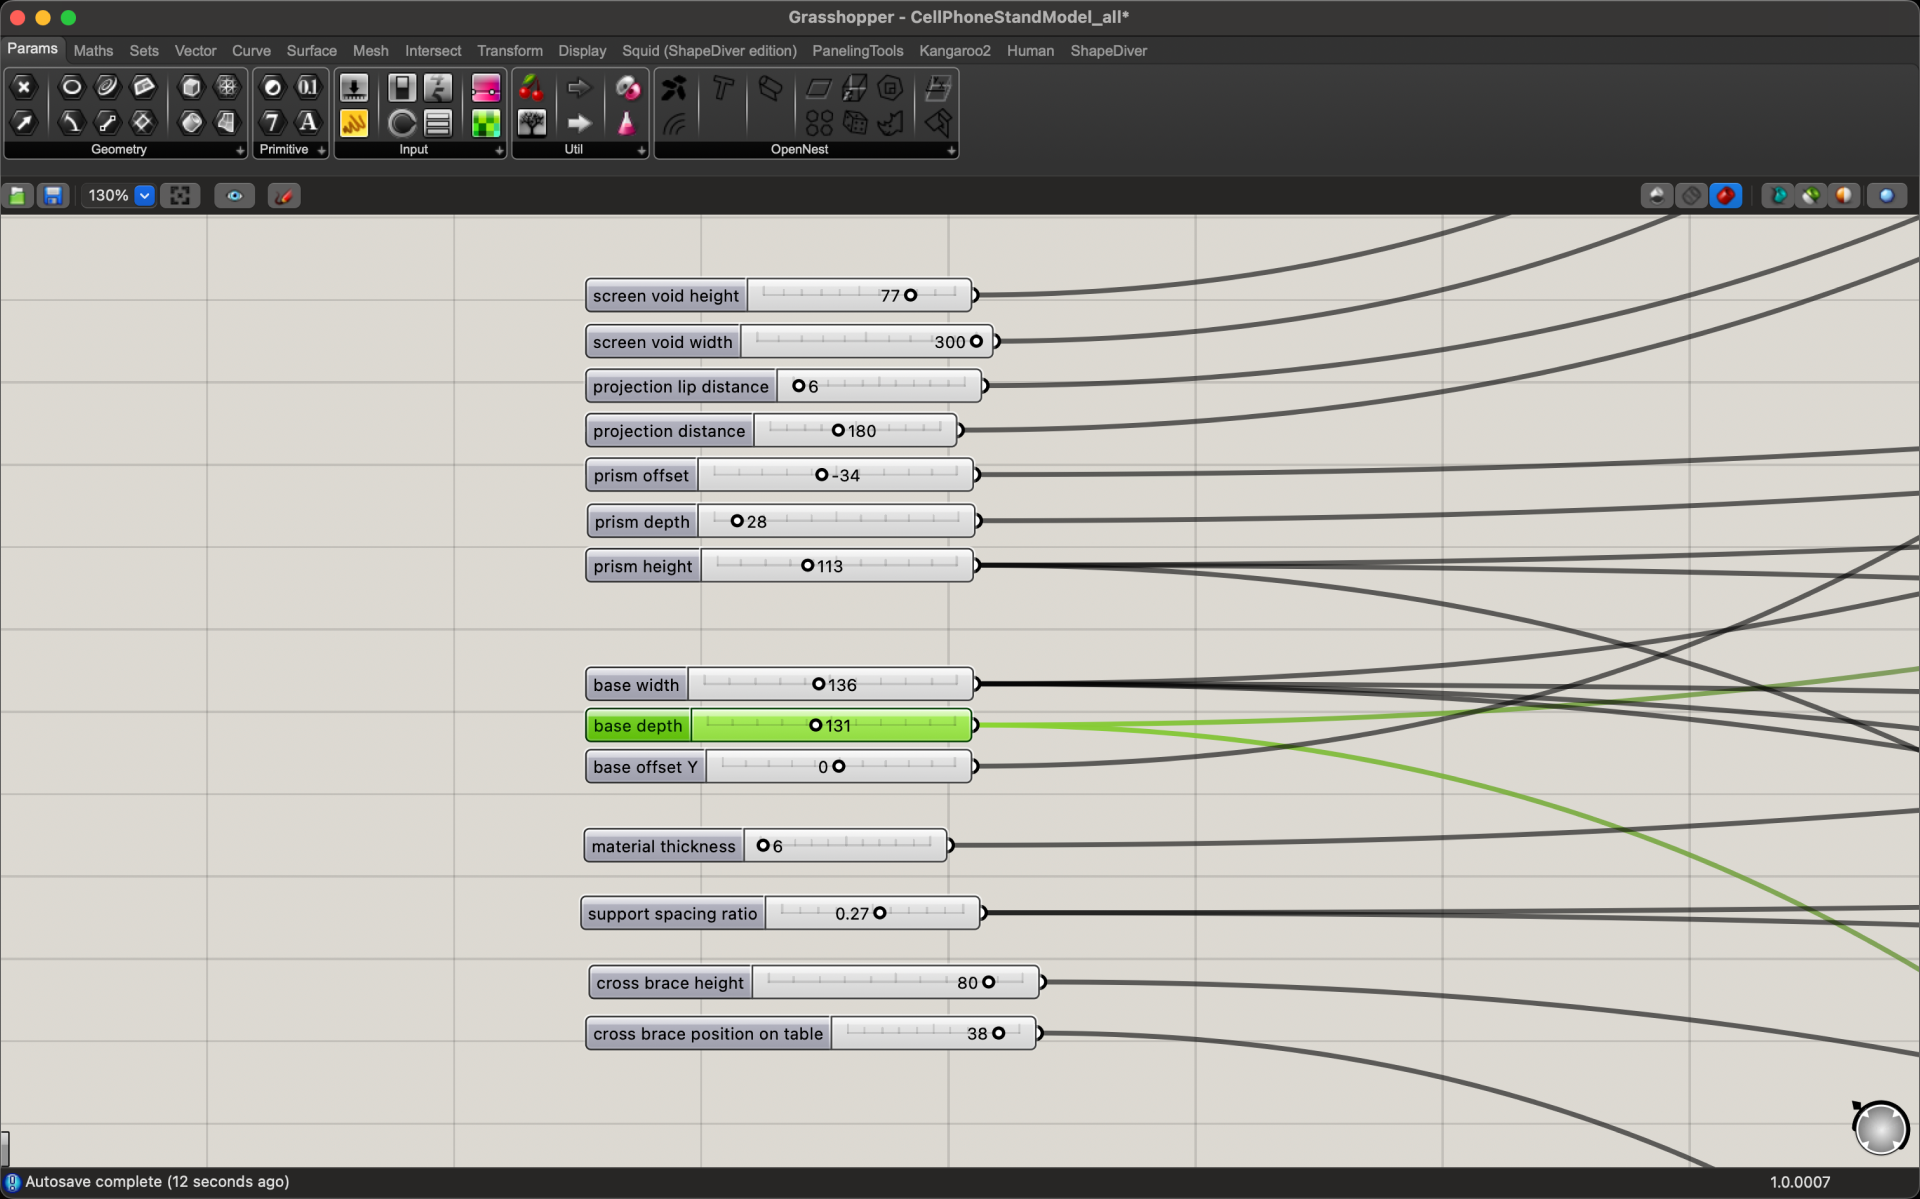 Grasshopper - CellPhoneStandModel_all*
Params Maths Sets Vector Curve Surface Mesh Intersect Transform Display Squid (ShapeDiver edition) PanelingTools Kangaroo2 Human ShapeDiver
0.1
7 A
Geometry Primitive Input Util OpenNest
130%
screen void height 77
screen void width 300
projection lip distance 6
projection distance 180
prism offset -34
prism depth 28
prism height 113
base width 136
base depth 131
base offset Y 0
material thickness 6
support spacing ratio 0.27
cross brace height 80
cross brace position on table 38
Autosave complete (12 seconds ago)
1.0.0007